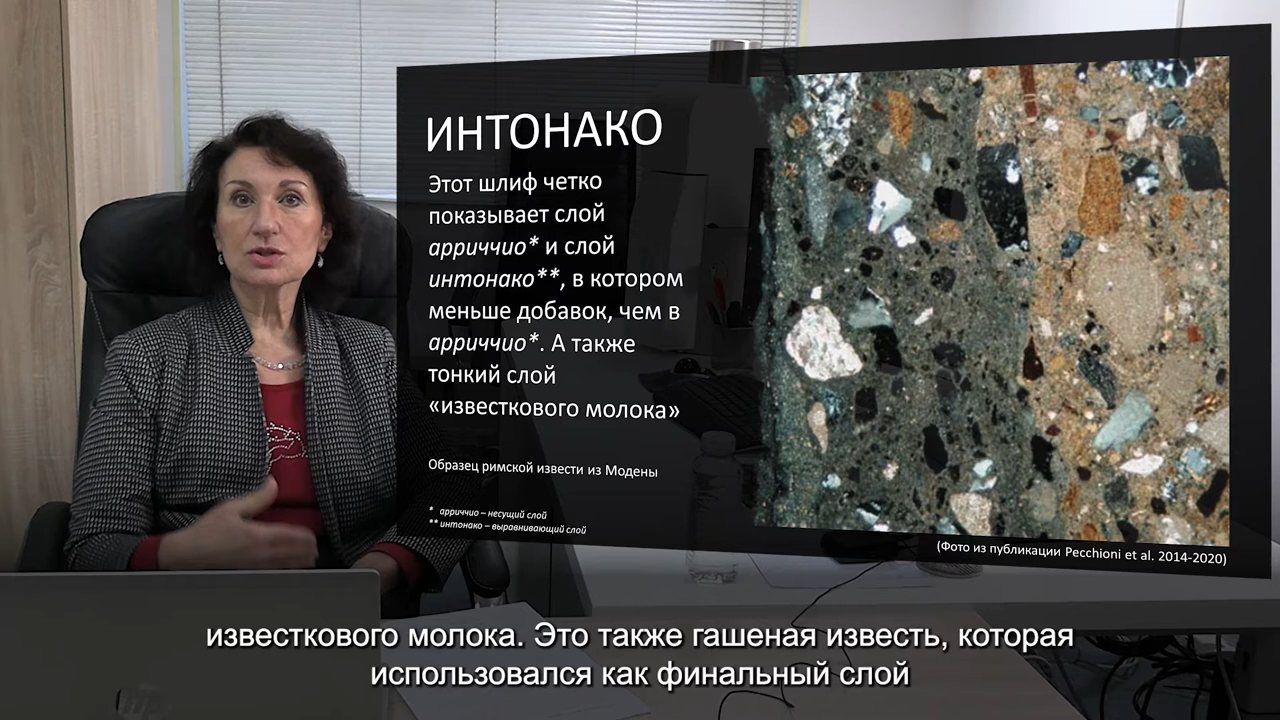 ИНТОНАКО
Этот шлиф четко
показывает слой
арриччио* и слой
интонако**, в котором
меньше добавок, чем в
арриччио*. А также
тонкий слой
«известкового молока»
Образец римской извести из Модены
* арриччио – несущий слой
** интонако – выравнивающий слой
(Фото из публикации Pecchioni et al. 2014-2020)
известкового молока. Это также гашеная известь, которая
использовался как финальный слой